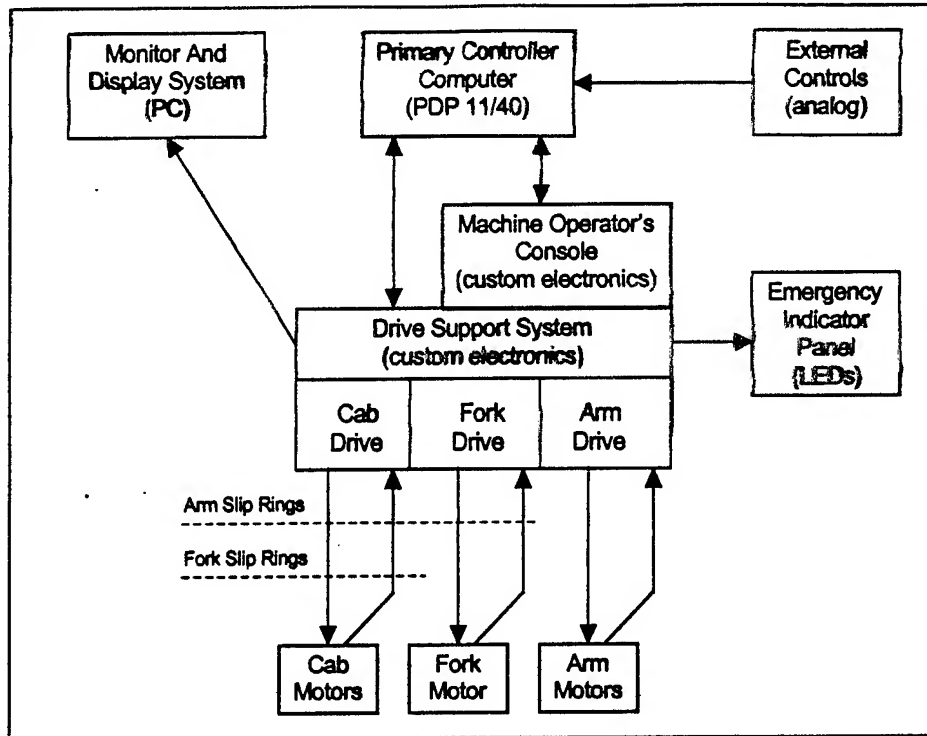 Monitor And
Display System
(PC)
Primary Controller
Computer
(PDP 11/40)
External
Controls
(analog)
Machine Operator's
Console
(custom electronics)
Emergency
Indicator
Panel
(LEDs)
Drive Support System
(custom electronics)
Cab
Drive
Fork
Drive
Arm
Drive
Arm Slip Rings
Fork Slip Rings
Cab
Motors
Fork
Motor
Arm
Motors